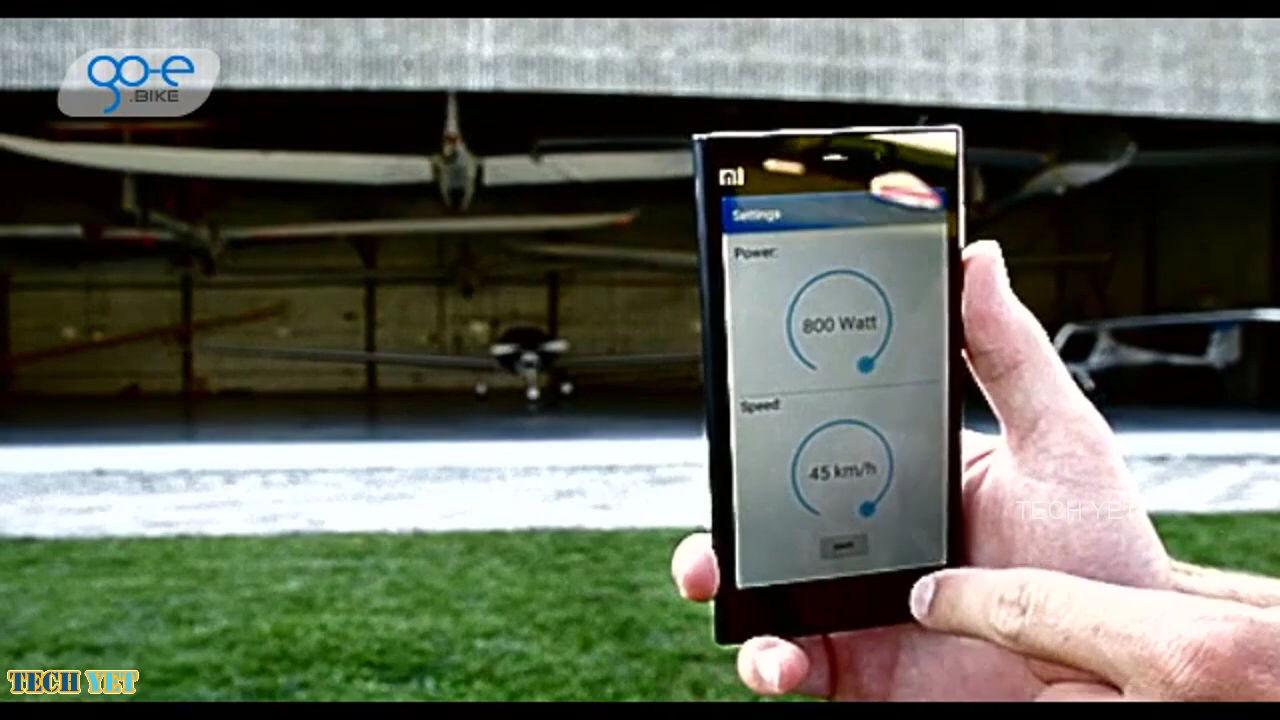 go-e
.BIKE
mi
Settings
Power:
800 Watt
Speed:
45 km/h
TECH YET
TECH YET